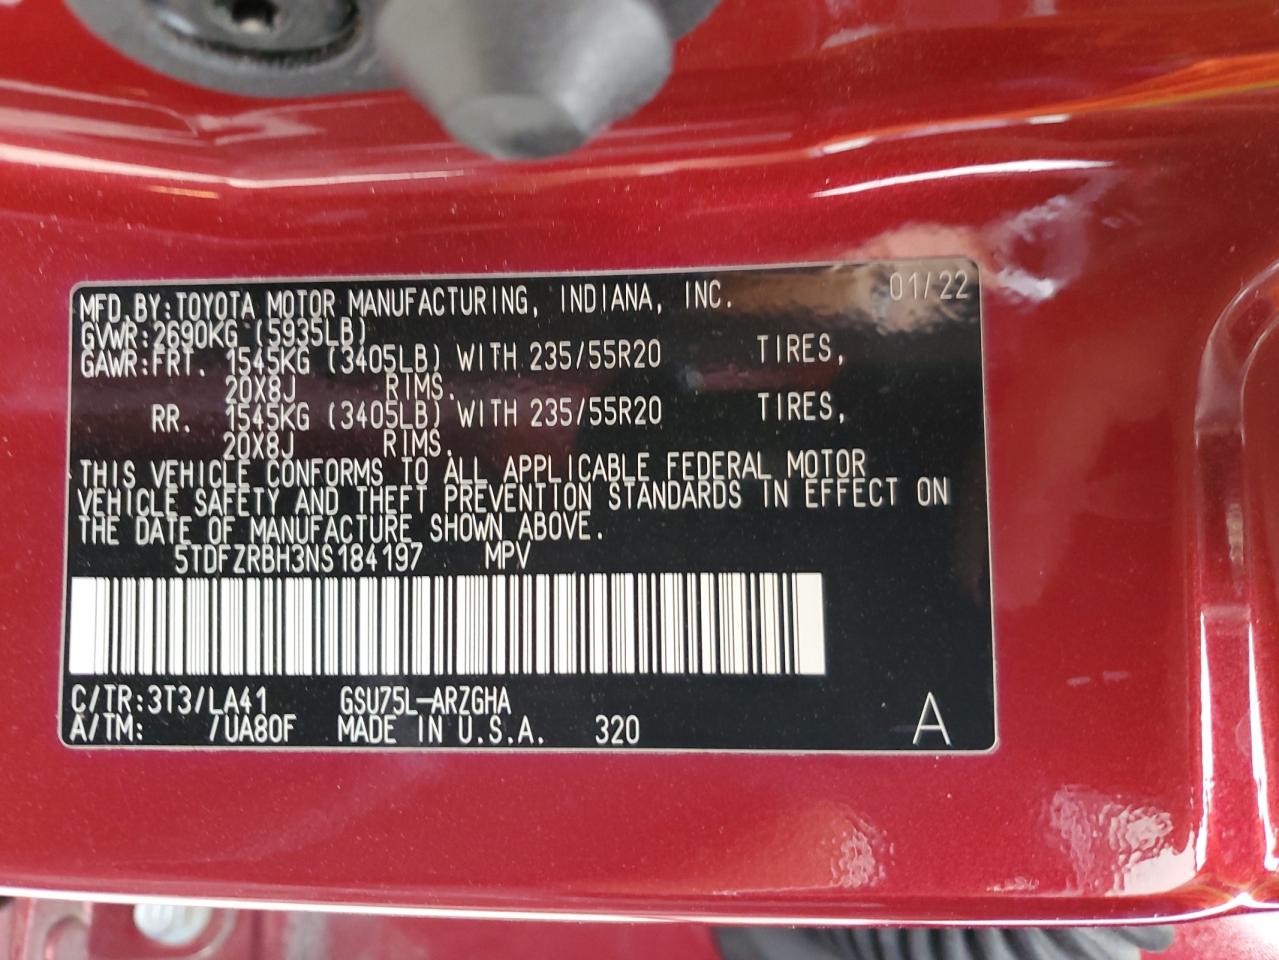 MFD.BY:TOYOTA MOTOR MANUFACTURING, INDIANA, INC. 01/22
GVWR:2690KG (5935LB)
GAWR:FRT. 1545KG (3405LB) WITH 235/55R20 TIRES,
20X8J RIMS.
RR. 1545KG (3405LB) WITH 235/55R20 TIRES,
20X8J RIMS.
THIS VEHICLE CONFORMS TO ALL APPLICABLE FEDERAL MOTOR
VEHICLE SAFETY AND THEFT PREVENTION STANDARDS IN EFFECT ON
THE DATE OF MANUFACTURE SHOWN ABOVE.
5TDFZRBH3NS184197 MPV
C/TR:3T3/LA41 GSU75L-ARZGHA
A/TM: /UA80F MADE IN U.S.A. 320 A